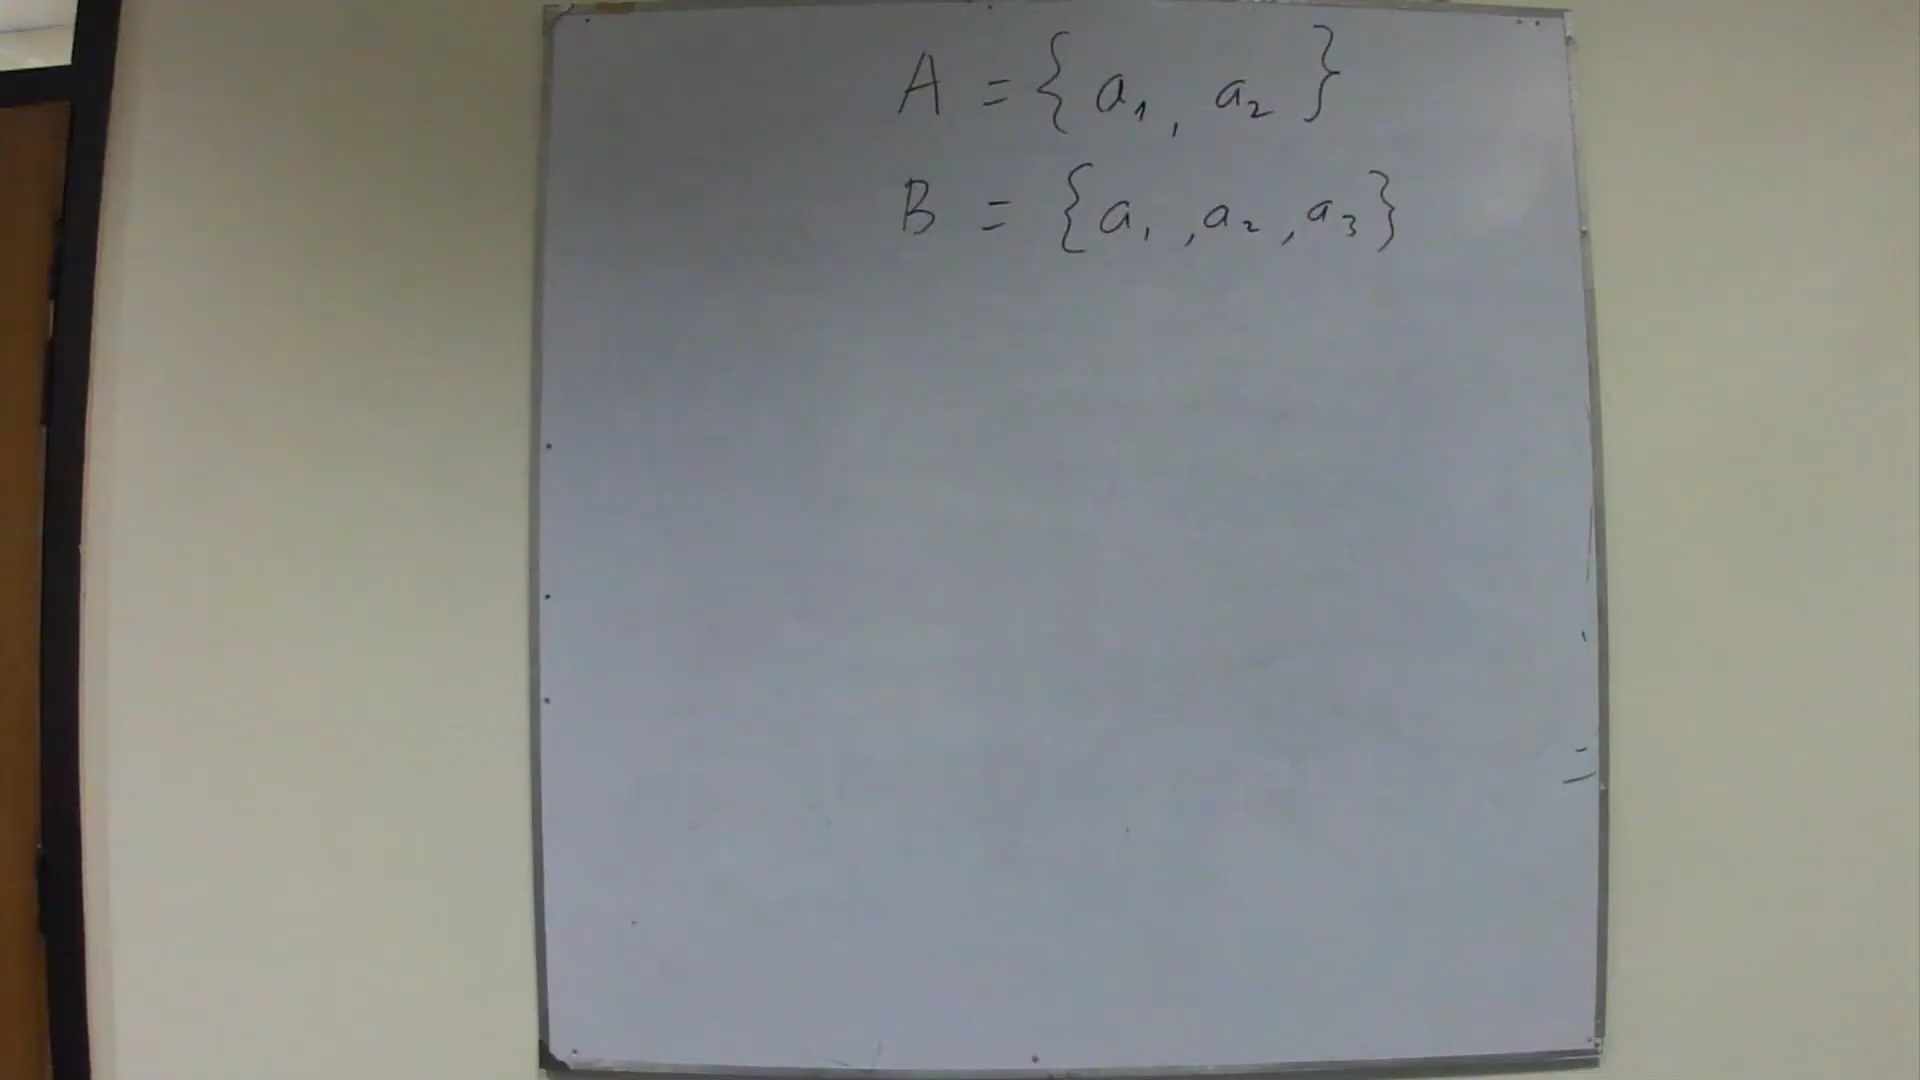 A = { a₁, a₂ }
B = { a₁, a₂, a₃ }